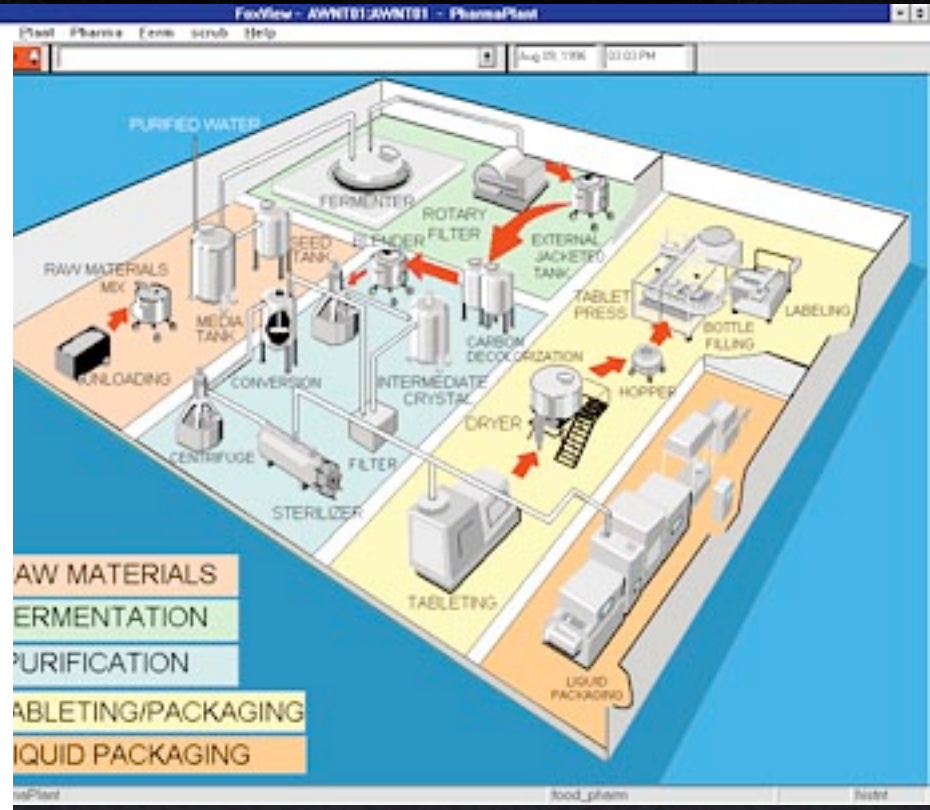 FoxView - AWNT01:AWNT01 - PharmaPlant
Plant Pharma Ferm scrub Help
Aug 09, 1996 03:03 PM
PURIFIED WATER
FERMENTER
ROTARY
FILTER
SEED
TANK
BLENDER
EXTERNAL
JACKETED
TANK
RAW MATERIALS
MIX
MEDIA
TANK
UNLOADING
CONVERSION
CARBON
DECOLORIZATION
INTERMEDIATE
CRYSTAL
TABLET
PRESS
LABELING
BOTTLE
FILLING
HOPPER
DRYER
CENTRIFUGE
FILTER
STERILIZER
TABLETING
LIQUID
PACKAGING
AW MATERIALS
ERMENTATION
PURIFICATION
ABLETING/PACKAGING
IQUID PACKAGING
maPlant food_pharm histnt